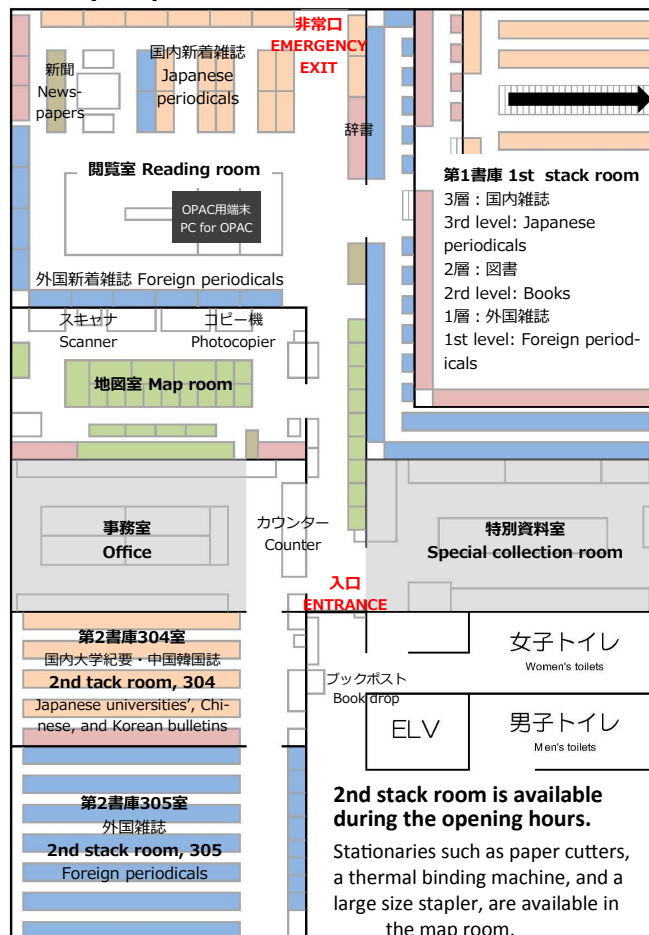 非常口
EMERGENCY
EXIT
国内新着雑誌
Japanese
periodicals
新聞
News-
papers
辞書
閲覧室 Reading room
OPAC用端末
PC for OPAC
外国新着雑誌 Foreign periodicals
第1書庫 1st stack room
3層：国内雑誌
3rd level: Japanese
periodicals
2層：図書
2rd level: Books
1層：外国雑誌
1st level: Foreign period-
icals
スキャナ
Scanner
コピー機
Photocopier
地図室 Map room
事務室
Office
カウンター
Counter
特別資料室
Special collection room
入口
ENTRANCE
第2書庫304室
国内大学紀要・中国韓国誌
2nd tack room, 304
Japanese universities’, Chi-
nese, and Korean bulletins
ブックポスト
Book drop
女子トイレ
Women's toilets
ELV
男子トイレ
Men's toilets
第2書庫305室
外国雑誌
2nd stack room, 305
Foreign periodicals
2nd stack room is available
during the opening hours.
Stationaries such as paper cutters,
a thermal binding machine, and a
large size stapler, are available in
the map room.